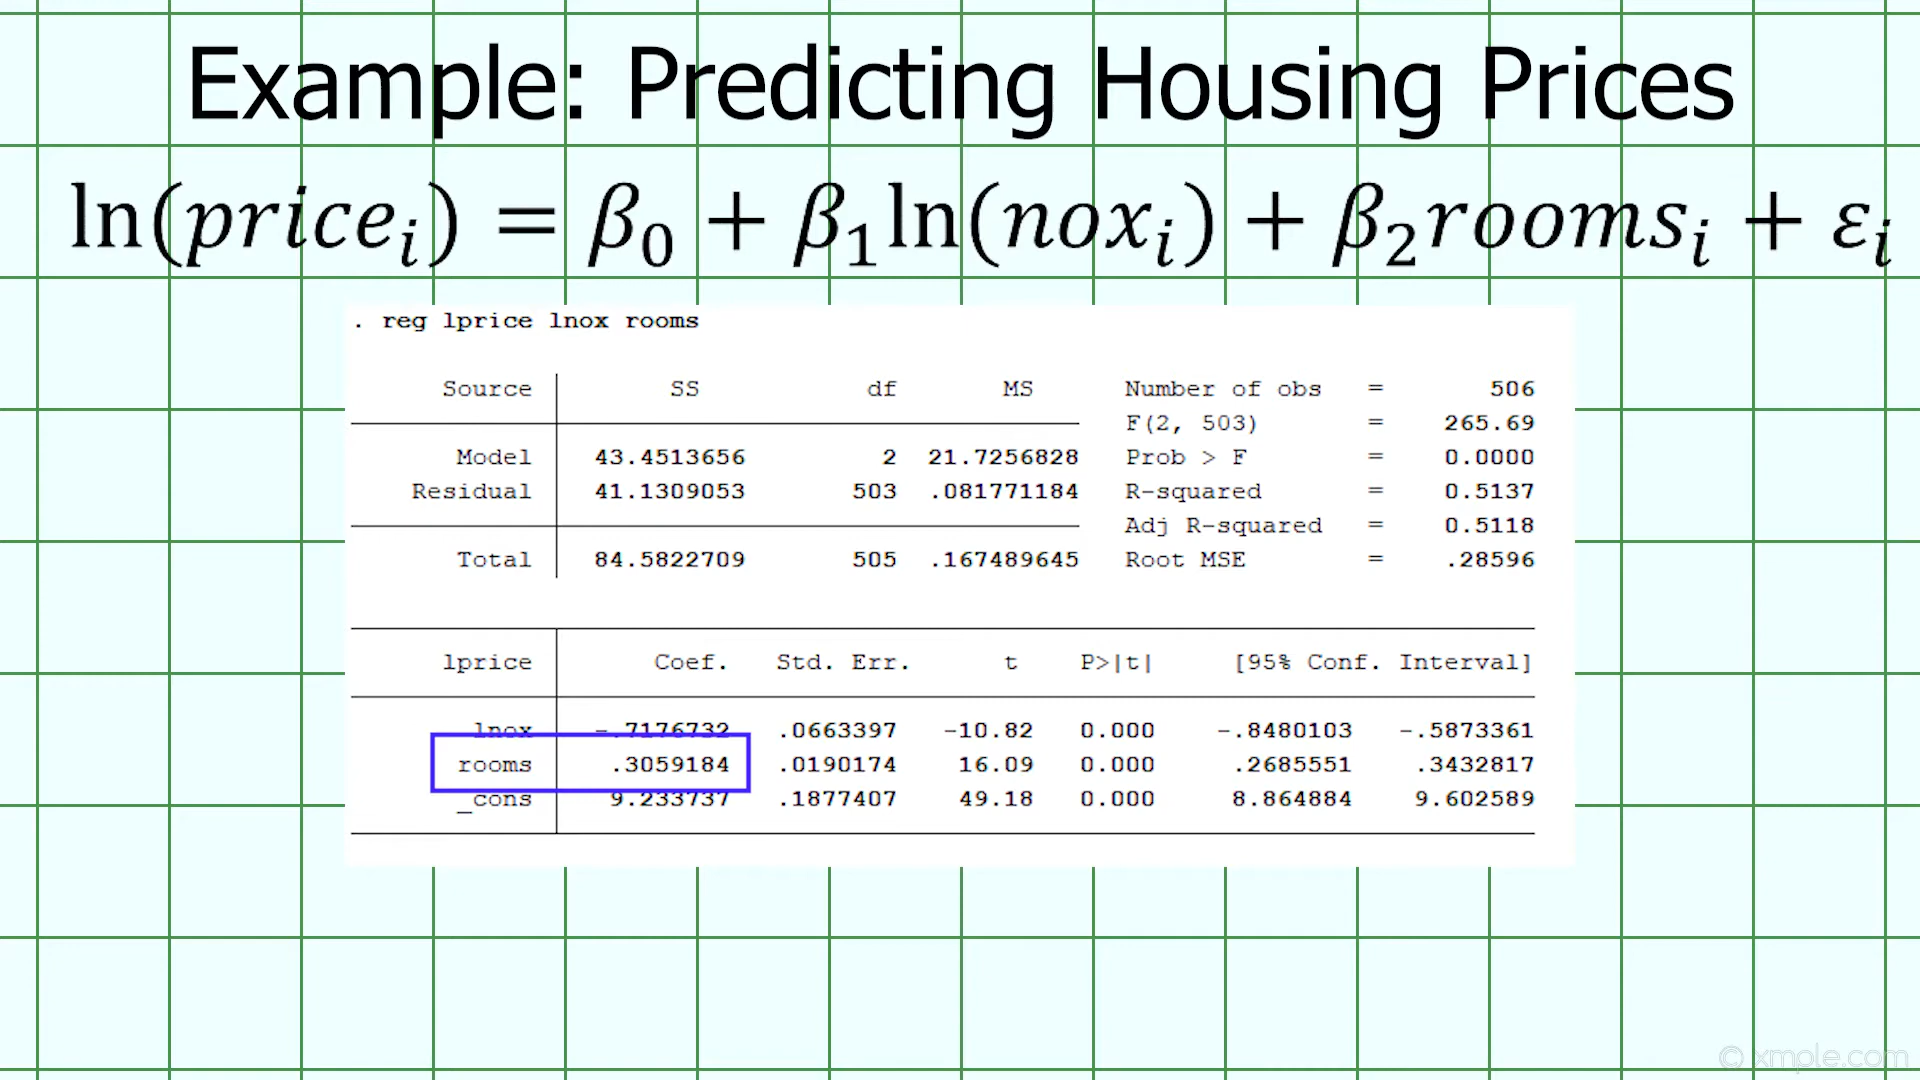 Example: Predicting Housing Prices
ln(priceᵢ) = β₀ + β₁ln(noxᵢ) + β₂roomsᵢ + εᵢ
. reg lprice lnox rooms
Source SS df MS Number of obs = 506
F(2, 503) = 265.69
Model 43.4513656 2 21.7256828 Prob > F = 0.0000
Residual 41.1309053 503 .081771184 R-squared = 0.5137
Adj R-squared = 0.5118
Total 84.5822709 505 .167489645 Root MSE = .28596
lprice Coef. Std. Err. t P>|t| [95% Conf. Interval]
lnox -.7176732 .0663397 -10.82 0.000 -.8480103 -.5873361
rooms .3059184 .0190174 16.09 0.000 .2685551 .3432817
_cons 9.233737 .1877407 49.18 0.000 8.864884 9.602589
© xmple.com